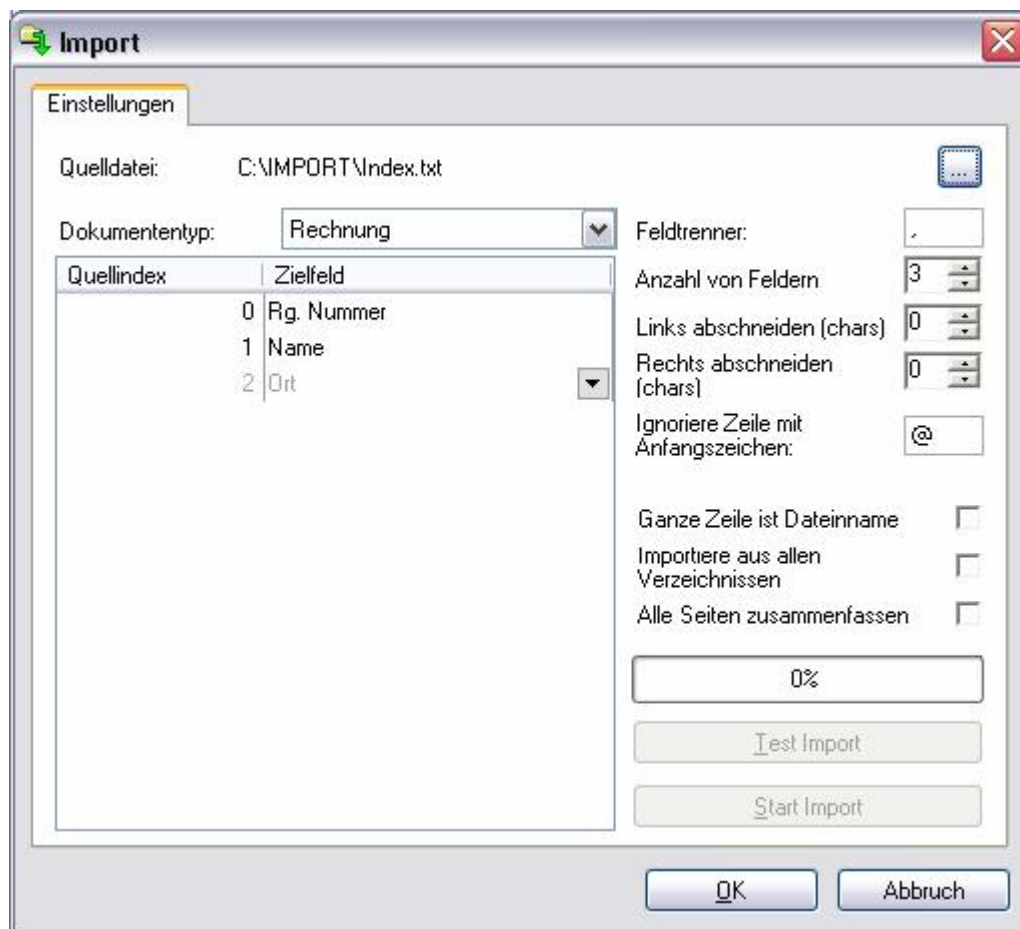 Import
Einstellungen
Quelldatei: C:\IMPORT\Index.txt ...
Dokumententyp: Rechnung
Feldtrenner: ,
Quellindex Zielfeld
0 Rg. Nummer
1 Name
2 Ort
Anzahl von Feldern 3
Links abschneiden (chars) 0
Rechts abschneiden
(chars) 0
Ignoriere Zeile mit
Anfangszeichen: @
Ganze Zeile ist Dateinname
Importiere aus allen
Verzeichnissen
Alle Seiten zusammenfassen
0%
Test Import
Start Import
OK Abbruch